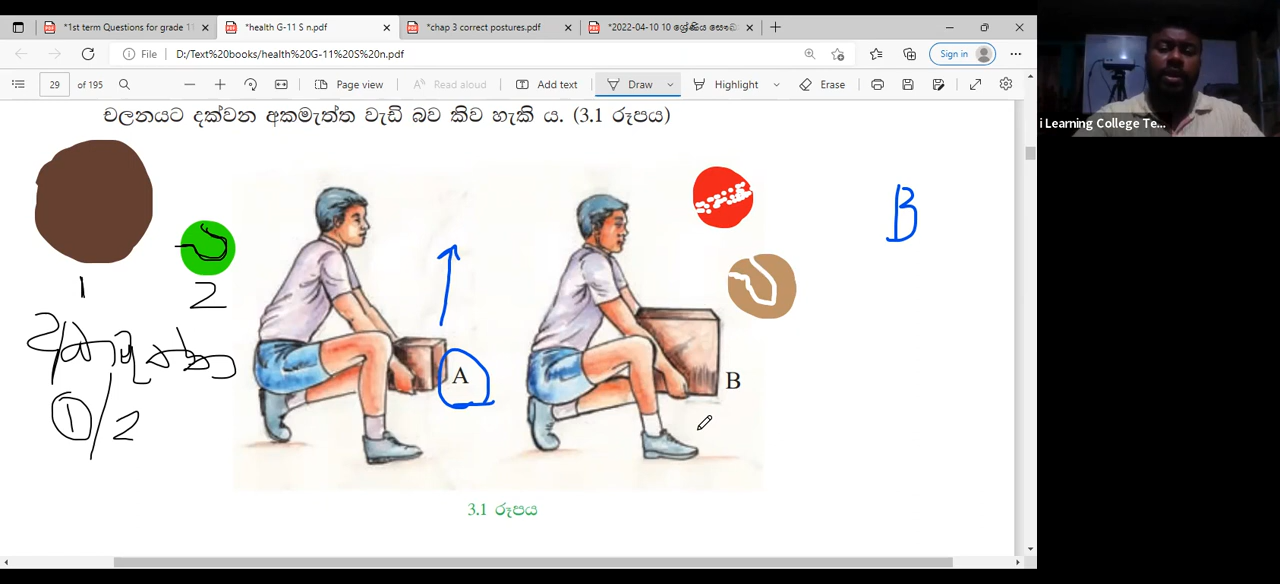 *1st term Questions for grade 11
*health G-11 S n.pdf
*chap 3 correct postures.pdf
*2022-04-10 10 ශ්‍රේණිය සෞඛ්‍ය
File D:/Text%20books/health%20G-11%20S%20n.pdf
Sign in
29 of 195
Page view
Read aloud
Add text
Draw
Highlight
Erase
i Learning College Te...
චලනයට දක්වන අකමැත්ත වැඩි බව කිව හැකි ය. (3.1 රූපය)
B
1
2
1/2
A
B
3.1 රූපය